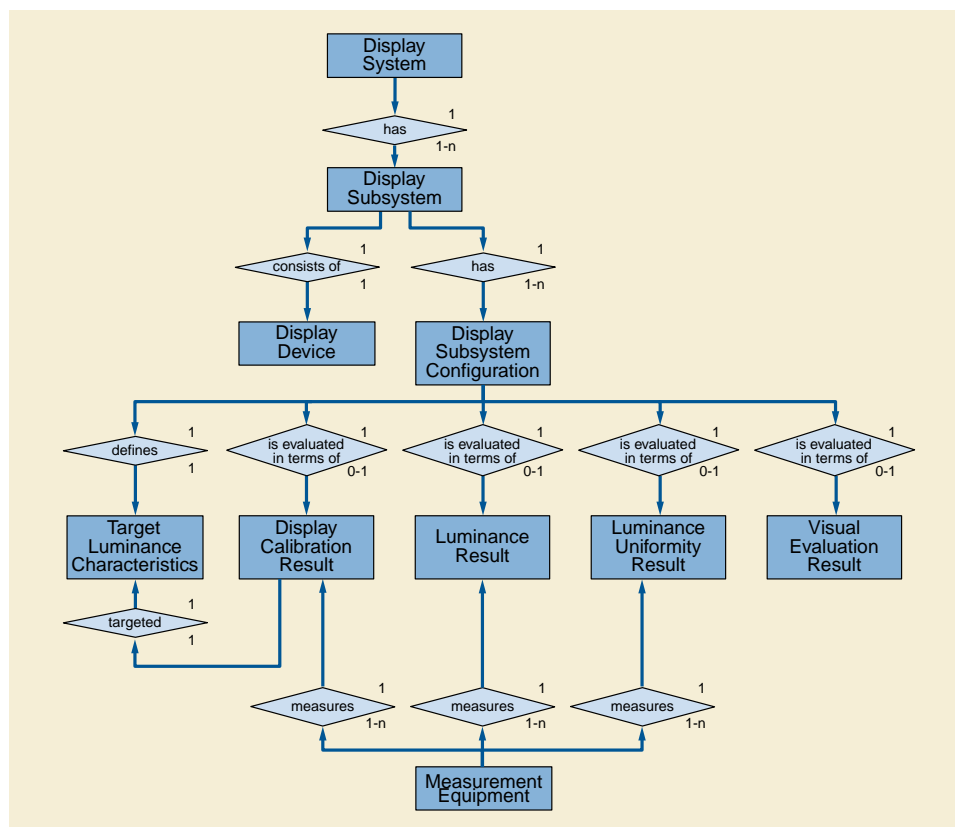 Display
System
1
has
1-n
Display
Subsystem
1
consists of
1
1
has
1-n
Display
Device
Display
Subsystem
Configuration
1
defines
1
1
is evaluated
in terms of
0-1
1
is evaluated
in terms of
0-1
1
is evaluated
in terms of
0-1
1
is evaluated
in terms of
0-1
Target
Luminance
Characteristics
Display
Calibration
Result
Luminance
Result
Luminance
Uniformity
Result
Visual
Evaluation
Result
1
targeted
1
1
measures
1-n
1
measures
1-n
1
measures
1-n
Measurement
Equipment